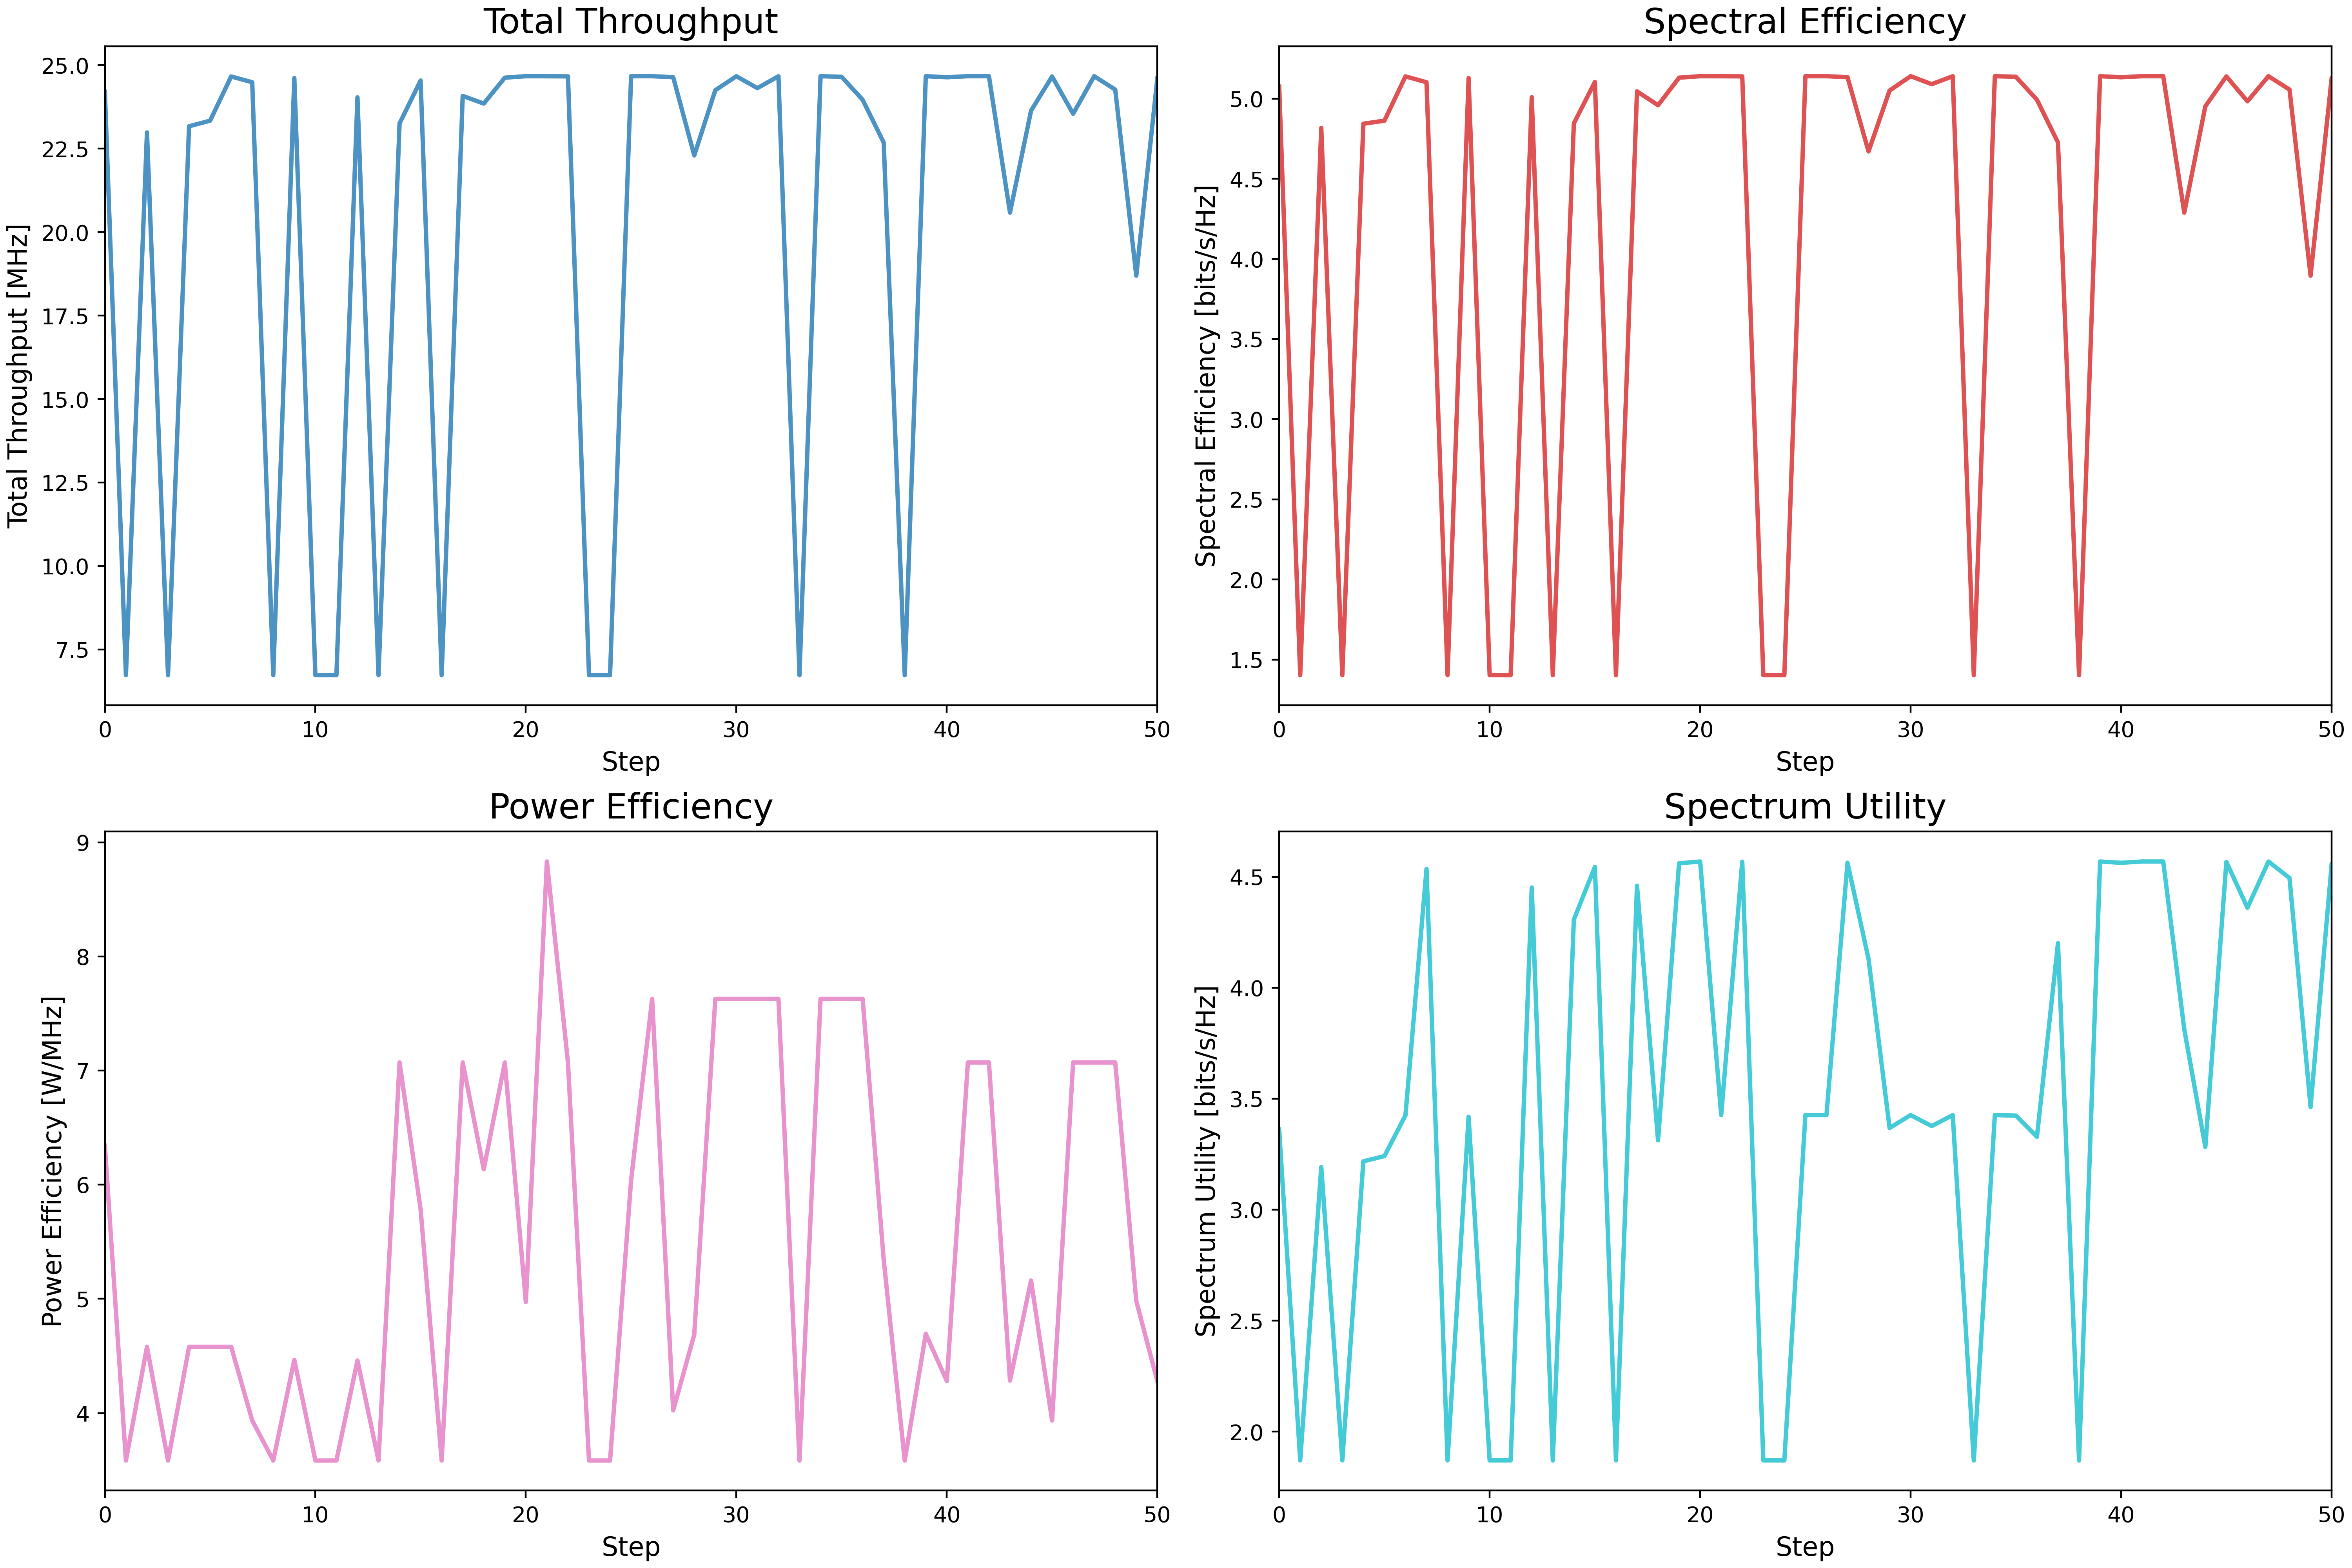 Total Throughput
Total Throughput [MHz]
25.0
22.5
20.0
17.5
15.0
12.5
10.0
7.5
0 10 20 30 40 50
Step
Spectral Efficiency
Spectral Efficiency [bits/s/Hz]
5.0
4.5
4.0
3.5
3.0
2.5
2.0
1.5
0 10 20 30 40 50
Step
Power Efficiency
Power Efficiency [W/MHz]
9
8
7
6
5
4
0 10 20 30 40 50
Step
Spectrum Utility
Spectrum Utility [bits/s/Hz]
4.5
4.0
3.5
3.0
2.5
2.0
0 10 20 30 40 50
Step